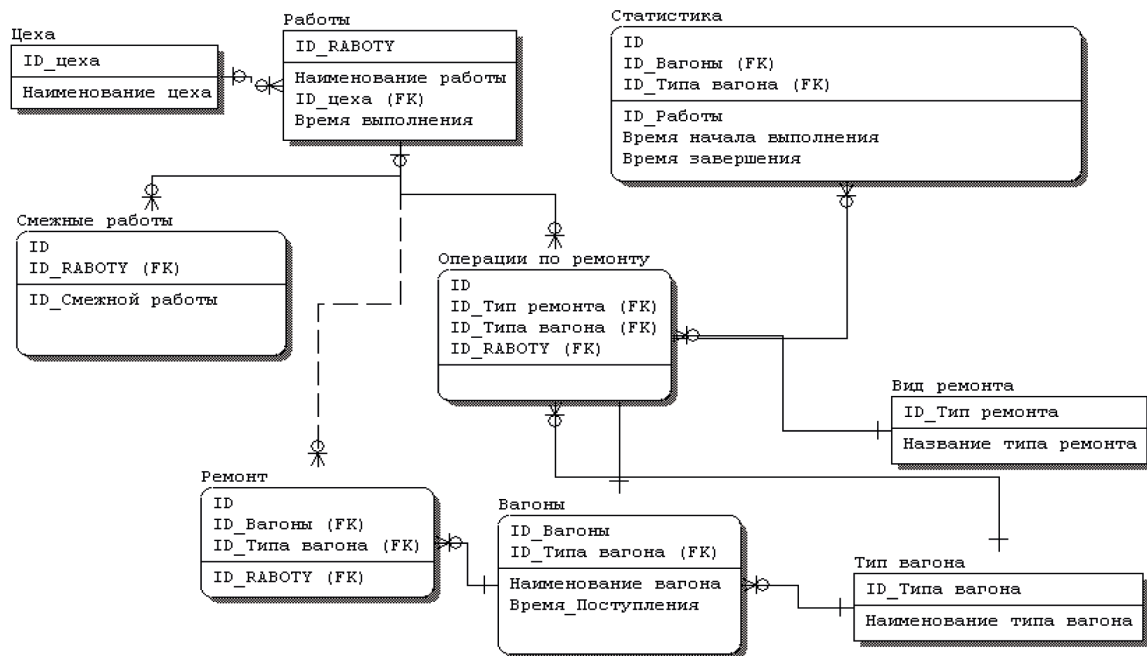 Цеха
ID_цеха
Наименование цеха
Работы
ID_RABOTY
Наименование работы
ID_цеха (FK)
Время выполнения
Статистика
ID
ID_Вагоны (FK)
ID_Типа вагона (FK)
ID_Работы
Время начала выполнения
Время завершения
Смежные работы
ID
ID_RABOTY (FK)
ID_Смежной работы
Операции по ремонту
ID
ID_Тип ремонта (FK)
ID_Типа вагона (FK)
ID_RABOTY (FK)
Вид ремонта
ID_Тип ремонта
Название типа ремонта
Ремонт
ID
ID_Вагоны (FK)
ID_Типа вагона (FK)
ID_RABOTY (FK)
Вагоны
ID_Вагоны
ID_Типа вагона (FK)
Наименование вагона
Время_Поступления
Тип вагона
ID_Типа вагона
Наименование типа вагона